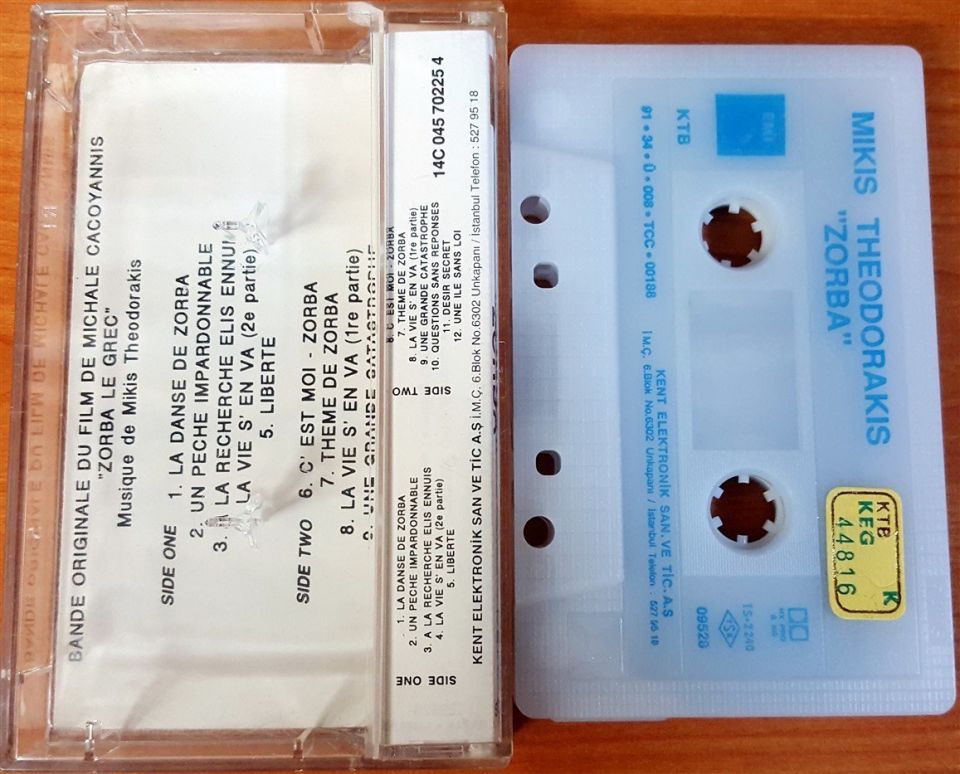 BANDE ORIGINALE DU FILM DE MICHALE CACOYANNIS
"ZORBA LE GREC"
Musique de Mikis Theodorakis
SIDE ONE 1. LA DANSE DE ZORBA
2. UN PECHE IMPARDONNABLE
3. LA RECHERCHE ELIS ENNUI
LA VIE S' EN VA (2e partie)
5. LIBERTE
SIDE TWO 6. C' EST MOI - ZORBA
7. THEME DE ZORBA
8. LA VIE S' EN VA (1re partie)
9. UNE GRANDE CATASTROPHE
SIDE ONE
1. LA DANSE DE ZORBA
2. UN PECHE IMPARDONNABLE
3. A LA RECHERCHE ELIS ENNUIS
4. LA VIE S' EN VA (2e partie)
5. LIBERTE
SIDE TWO
6. C EST MOI - ZORBA
7. THEME DE ZORBA
8. LA VIE S' EN VA (1re partie)
9. UNE GRANDE CATASTROPHE
10. QUESTIONS SANS REPONSES
11. DESIR SECRET
12. UNE ILE SANS LOI
14C 045 70225 4
KENT ELEKTRONIK SAN VE TİC A.Ş İ.M.Ç. 6.Blok No.6302 Unkapanı / İstanbul Telefon : 527 95 18
MIKIS THEODORAKIS
"ZORBA"
EMI
KTB
91 • 34 • Ü • 008 • TCC • 00188
KENT ELEKTRONİK SAN. VE TİC. A.Ş
İ.M.Ç. 6.Blok No.6302 Unkapanı / İstanbul Telefon : 527 95 18
09528
TSE
TS-2240
KTB
KEG K
44816